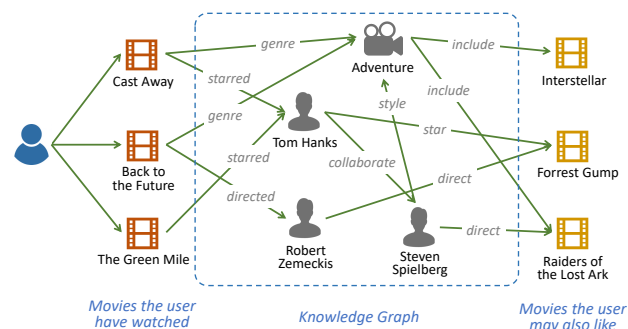 genre
include
Cast Away
Adventure
Interstellar
starred
include
genre
style
star
Tom Hanks
Back to
the Future
starred
collaborate
Forrest Gump
directed
direct
direct
The Green Mile
Robert
Zemeckis
Steven
Spielberg
Raiders of
the Lost Ark
Movies the user
have watched
Knowledge Graph
Movies the user
may also like